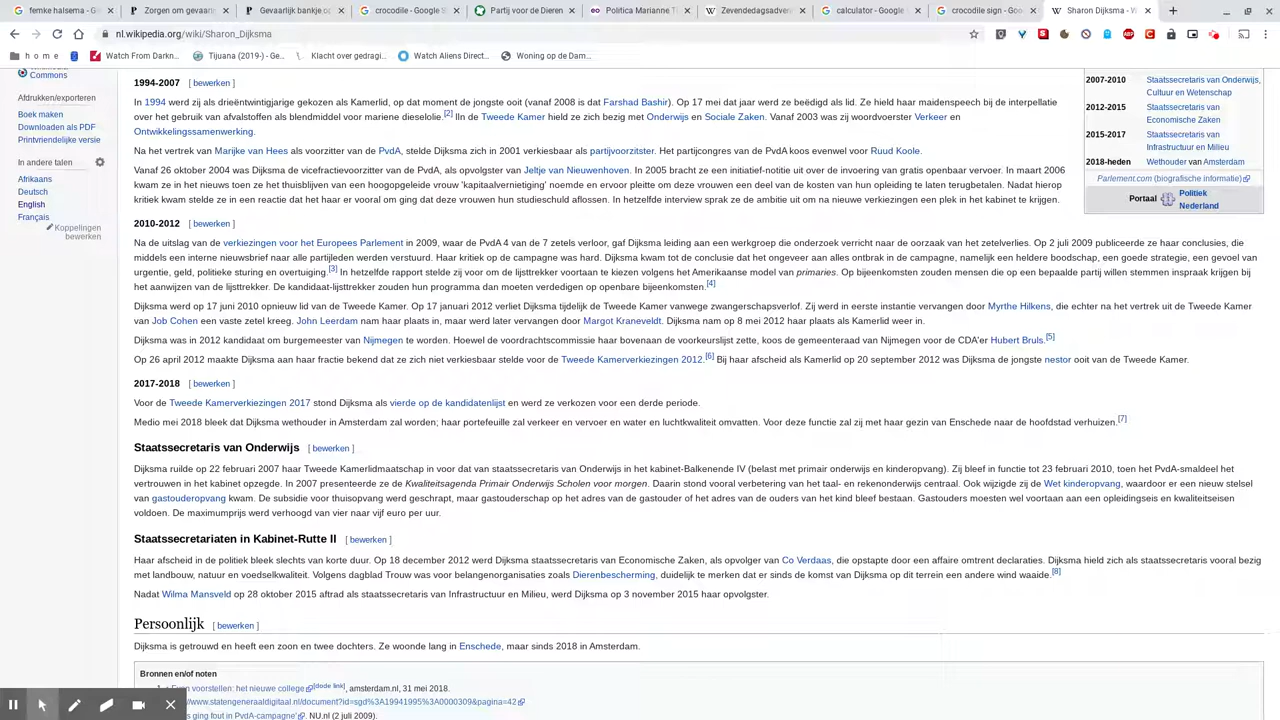 femke halsema - G
Zorgen om gevaar
Gevaarlijk bankje op
crocodile - Google S
Partij voor de Dieren
Politica Marianne T
Zevendedagsadven
calculator - Google
crocodile sign - Goo
Sharon Dijksma - W
nl.wikipedia.org/wiki/Sharon_Dijksma
h o m e
Watch From Darkn...
Tijuana (2019-) - Ge...
Klacht over gedragi...
Watch Aliens Direct...
Woning op de Dam...
Commons
Afdrukken/exporteren
Boek maken
Downloaden als PDF
Printvriendelijke versie
In andere talen
Afrikaans
Deutsch
English
Français
Koppelingen
bewerken
1994-2007 [ bewerken ]
In 1994 werd zij als drieëntwintigjarige gekozen als Kamerlid, op dat moment de jongste ooit (vanaf 2008 is dat Farshad Bashir). Op 17 mei dat jaar werd ze beëdigd als lid. Ze hield haar maidenspeech bij de interpellatie
over het gebruik van afvalstoffen als blendmiddel voor mariene dieselolie.[2] In de Tweede Kamer hield ze zich bezig met Onderwijs en Sociale Zaken. Vanaf 2003 was zij woordvoerster Verkeer en
Ontwikkelingssamenwerking.
Na het vertrek van Marijke van Hees als voorzitter van de PvdA, stelde Dijksma zich in 2001 verkiesbaar als partijvoorzitster. Het partijcongres van de PvdA koos evenwel voor Ruud Koole.
Vanaf 26 oktober 2004 was Dijksma de vicefractievoorzitter van de PvdA, als opvolgster van Jeltje van Nieuwenhoven. In 2005 bracht ze een initiatief-notitie uit over de invoering van gratis openbaar vervoer. In maart 2006
kwam ze in het nieuws toen ze het thuisblijven van een hoogopgeleide vrouw 'kapitaalvernietiging' noemde en ervoor pleitte om deze vrouwen een deel van de kosten van hun opleiding te laten terugbetalen. Nadat hierop
kritiek kwam stelde ze in een reactie dat het haar er vooral om ging dat deze vrouwen hun studieschuld aflossen. In hetzelfde interview sprak ze de ambitie uit om na nieuwe verkiezingen een plek in het kabinet te krijgen.
2007-2010 Staatssecretaris van Onderwijs, Cultuur en Wetenschap
2012-2015 Staatssecretaris van Economische Zaken
2015-2017 Staatssecretaris van Infrastructuur en Milieu
2018-heden Wethouder van Amsterdam
Parlement.com (biografische informatie)
Portaal Politiek
Nederland
2010-2012 [ bewerken ]
Na de uitslag van de verkiezingen voor het Europees Parlement in 2009, waar de PvdA 4 van de 7 zetels verloor, gaf Dijksma leiding aan een werkgroep die onderzoek verricht naar de oorzaak van het zetelverlies. Op 2 juli 2009 publiceerde ze haar conclusies, die
middels een interne nieuwsbrief naar alle partijleden werden verstuurd. Haar kritiek op de campagne was hard. Dijksma kwam tot de conclusie dat het ongeveer aan alles ontbrak in de campagne, namelijk een heldere boodschap, een goede strategie, een gevoel van
urgentie, geld, politieke sturing en overtuiging.[3] In hetzelfde rapport stelde zij voor om de lijsttrekker voortaan te kiezen volgens het Amerikaanse model van primaries. Op bijeenkomsten zouden mensen die op een bepaalde partij willen stemmen inspraak krijgen bij
het aanwijzen van de lijsttrekker. De kandidaat-lijsttrekker zouden hun programma dan moeten verdedigen op openbare bijeenkomsten.[4]
Dijksma werd op 17 juni 2010 opnieuw lid van de Tweede Kamer. Op 17 januari 2012 verliet Dijksma tijdelijk de Tweede Kamer vanwege zwangerschapsverlof. Zij werd in eerste instantie vervangen door Myrthe Hilkens, die echter na het vertrek uit de Tweede Kamer
van Job Cohen een vaste zetel kreeg. John Leerdam nam haar plaats in, maar werd later vervangen door Margot Kraneveldt. Dijksma nam op 8 mei 2012 haar plaats als Kamerlid weer in.
Dijksma was in 2012 kandidaat om burgemeester van Nijmegen te worden. Hoewel de voordrachtscommissie haar bovenaan de voorkeurslijst zette, koos de gemeenteraad van Nijmegen voor de CDA'er Hubert Bruls.[5]
Op 26 april 2012 maakte Dijksma aan haar fractie bekend dat ze zich niet verkiesbaar stelde voor de Tweede Kamerverkiezingen 2012.[6] Bij haar afscheid als Kamerlid op 20 september 2012 was Dijksma de jongste nestor ooit van de Tweede Kamer.
2017-2018 [ bewerken ]
Voor de Tweede Kamerverkiezingen 2017 stond Dijksma als vierde op de kandidatenlijst en werd ze verkozen voor een derde periode.
Medio mei 2018 bleek dat Dijksma wethouder in Amsterdam zal worden; haar portefeuille zal verkeer en vervoer en water en luchtkwaliteit omvatten. Voor deze functie zal zij met haar gezin van Enschede naar de hoofdstad verhuizen.[7]
Staatssecretaris van Onderwijs [ bewerken ]
Dijksma ruilde op 22 februari 2007 haar Tweede Kamerlidmaatschap in voor dat van staatssecretaris van Onderwijs in het kabinet-Balkenende IV (belast met primair onderwijs en kinderopvang). Zij bleef in functie tot 23 februari 2010, toen het PvdA-smaldeel het
vertrouwen in het kabinet opzegde. In 2007 presenteerde ze de Kwaliteitsagenda Primair Onderwijs Scholen voor morgen. Daarin stond vooral verbetering van het taal- en rekenonderwijs centraal. Ook wijzigde zij de Wet kinderopvang, waardoor er een nieuw stelsel
van gastouderopvang kwam. De subsidie voor thuisopvang werd geschrapt, maar gastouderschap op het adres van de gastouder of het adres van de ouders van het kind bleef bestaan. Gastouders moesten wel voortaan aan een opleidingseis en kwaliteitseisen
voldoen. De maximumprijs werd verhoogd van vier naar vijf euro per uur.
Staatssecretariaten in Kabinet-Rutte II [ bewerken ]
Haar afscheid in de politiek bleek slechts van korte duur. Op 18 december 2012 werd Dijksma staatssecretaris van Economische Zaken, als opvolger van Co Verdaas, die opstapte door een affaire omtrent declaraties. Dijksma hield zich als staatssecretaris vooral bezig
met landbouw, natuur en voedselkwaliteit. Volgens dagblad Trouw was voor belangenorganisaties zoals Dierenbescherming, duidelijk te merken dat er sinds de komst van Dijksma op dit terrein een andere wind waaide.[8]
Nadat Wilma Mansveld op 28 oktober 2015 aftrad als staatssecretaris van Infrastructuur en Milieu, werd Dijksma op 3 november 2015 haar opvolgster.
Persoonlijk [ bewerken ]
Dijksma is getrouwd en heeft een zoon en twee dochters. Ze woonde lang in Enschede, maar sinds 2018 in Amsterdam.
Bronnen en/of noten
Even voorstellen: het nieuwe college [dode link], amsterdam.nl, 31 mei 2018.
www.statengeneraaldigitaal.nl/document?id=sgd%3A19941995%3A0000309&pagina=42
s ging fout in PvdA-campagne', NU.nl (2 juli 2009).